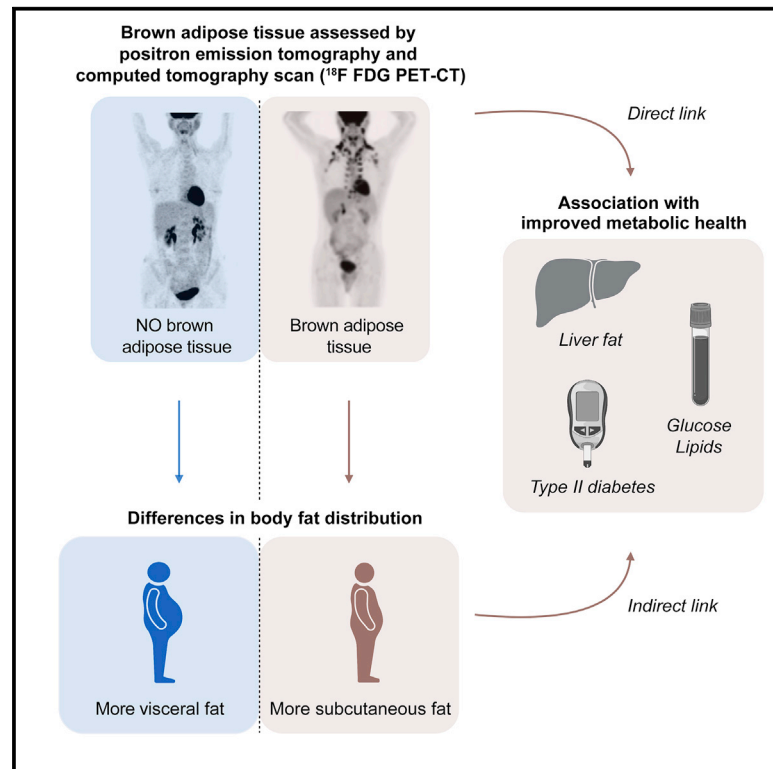 Brown adipose tissue assessed by
positron emission tomography and
computed tomography scan (¹⁸F FDG PET-CT)
NO brown
adipose tissue
Brown adipose
tissue
Direct link
Association with
improved metabolic health
Liver fat
Glucose
Lipids
Type II diabetes
Differences in body fat distribution
More visceral fat
More subcutaneous fat
Indirect link